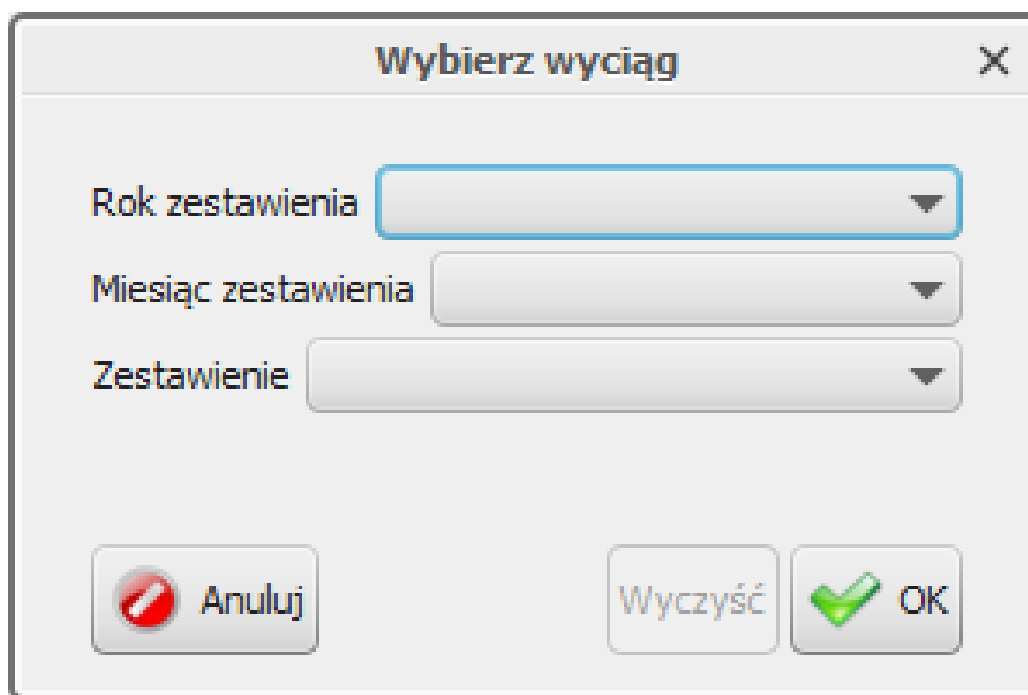 Wybierz wyciąg
Rok zestawienia
Miesiąc zestawienia
Zestawienie
Anuluj Wyczyść OK